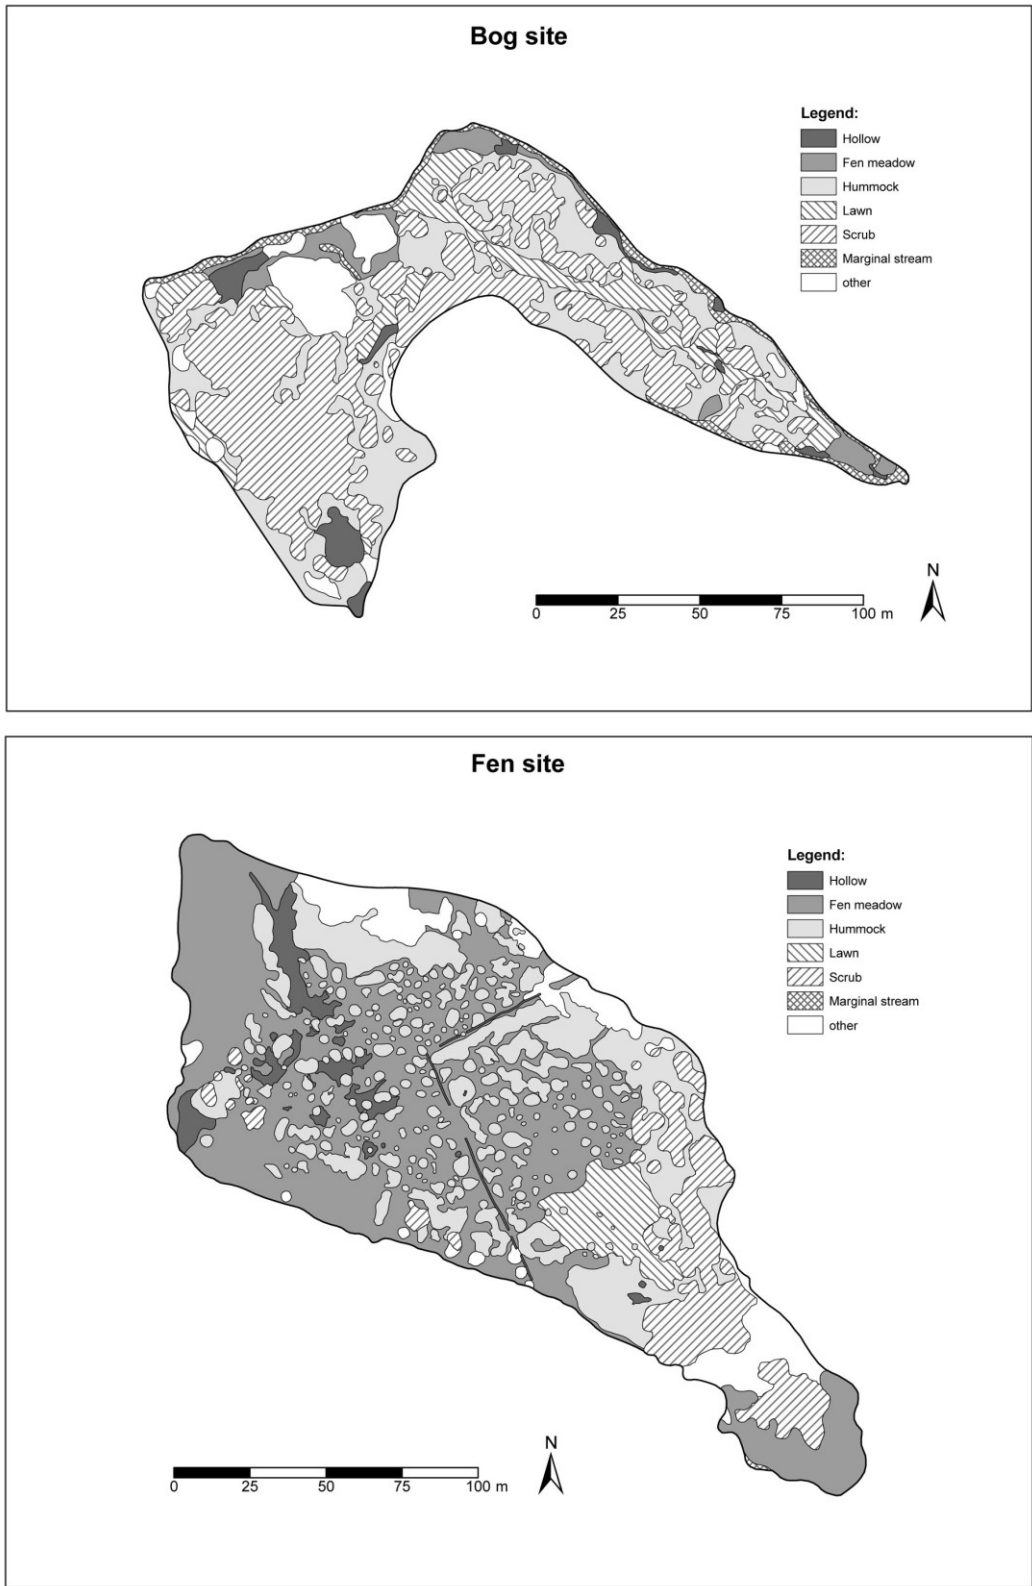 Bog site
Legend:
Hollow
Fen meadow
Hummock
Lawn
Scrub
Marginal stream
other
N
0 25 50 75 100 m
Fen site
Legend:
Hollow
Fen meadow
Hummock
Lawn
Scrub
Marginal stream
other
N
0 25 50 75 100 m